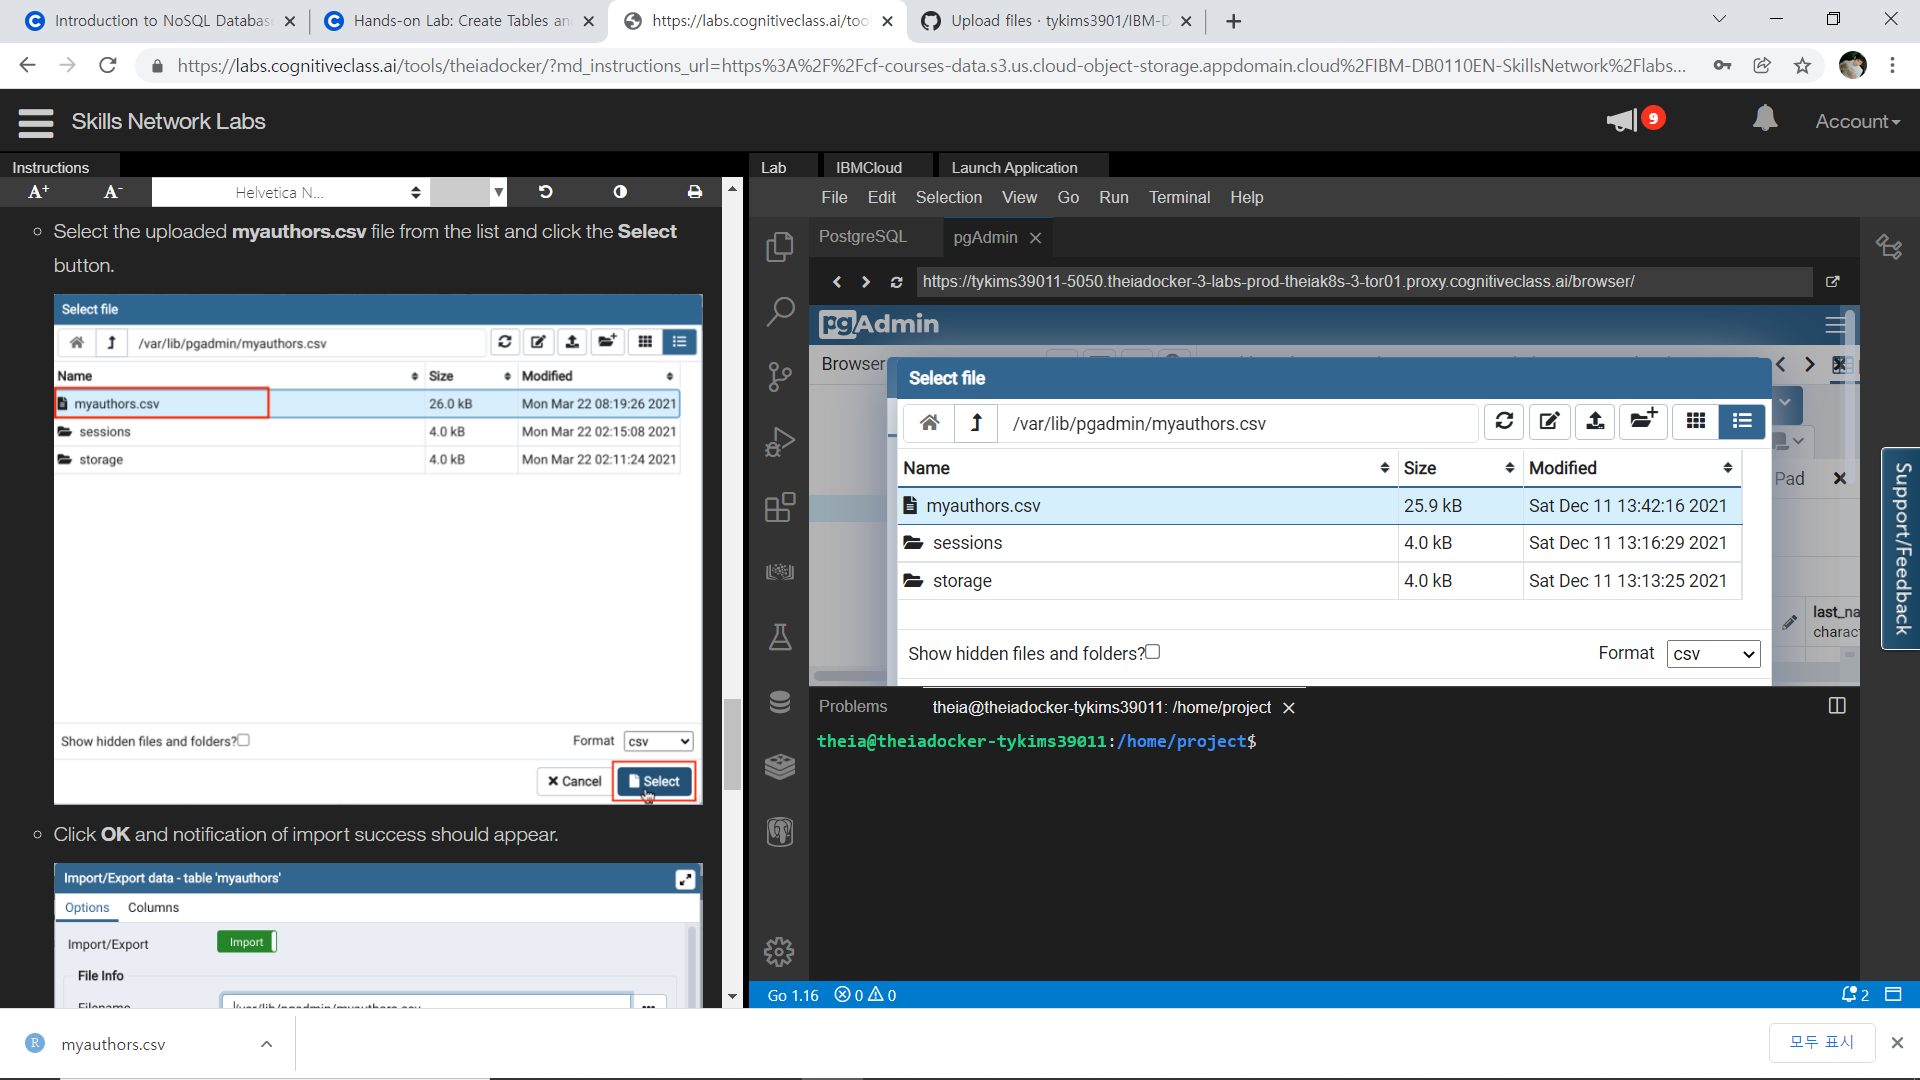 Introduction to NoSQL Databas
Hands-on Lab: Create Tables an
https://labs.cognitiveclass.ai/tool
Upload files · tykims3901/IBM-D
https://labs.cognitiveclass.ai/tools/theiadocker/?md_instructions_url=https%3A%2F%2Fcf-courses-data.s3.us.cloud-object-storage.appdomain.cloud%2FIBM-DB0110EN-SkillsNetwork%2Flabs...
Skills Network Labs
9
Account
Instructions
A+ A- Helvetica N...
Select the uploaded myauthors.csv file from the list and click the Select
button.
Select file
/var/lib/pgadmin/myauthors.csv
Name Size Modified
myauthors.csv 26.0 kB Mon Mar 22 08:19:26 2021
sessions 4.0 kB Mon Mar 22 02:15:08 2021
storage 4.0 kB Mon Mar 22 02:11:24 2021
Show hidden files and folders? Format csv
Cancel Select
Click OK and notification of import success should appear.
Import/Export data - table 'myauthors'
Options Columns
Import/Export Import
File Info
Filename /var/lib/pgadmin/myauthors.csv
Lab IBMCloud Launch Application
File Edit Selection View Go Run Terminal Help
PostgreSQL pgAdmin
https://tykims39011-5050.theiadocker-3-labs-prod-theiak8s-3-tor01.proxy.cognitiveclass.ai/browser/
pgAdmin
Browser
Select file
/var/lib/pgadmin/myauthors.csv
Name Size Modified
myauthors.csv 25.9 kB Sat Dec 11 13:42:16 2021
sessions 4.0 kB Sat Dec 11 13:16:29 2021
storage 4.0 kB Sat Dec 11 13:13:25 2021
Show hidden files and folders? Format csv
Pad
last_na
charac
Support/Feedback
Problems theia@theiadocker-tykims39011: /home/project
theia@theiadocker-tykims39011:/home/project$
Go 1.16 0 0 2
myauthors.csv
모두 표시